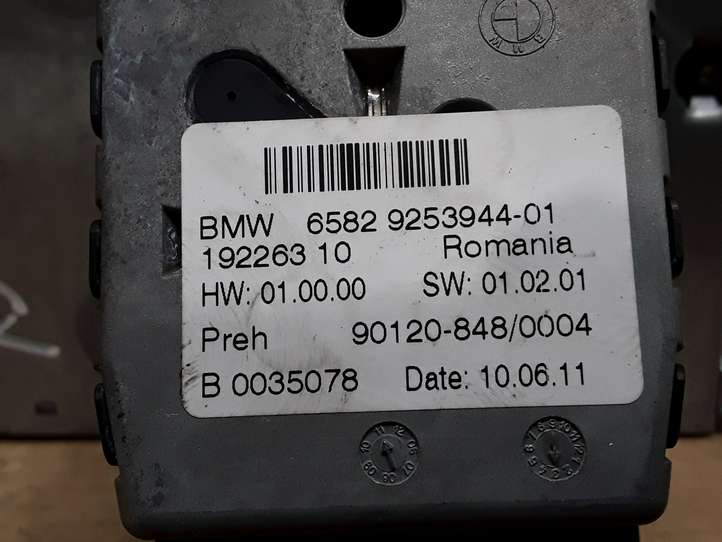 BMW
BMW 6582 9253944-01
192263 10 Romania
HW: 01.00.00 SW: 01.02.01
Preh 90120-848/0004
B 0035078 Date: 10.06.11